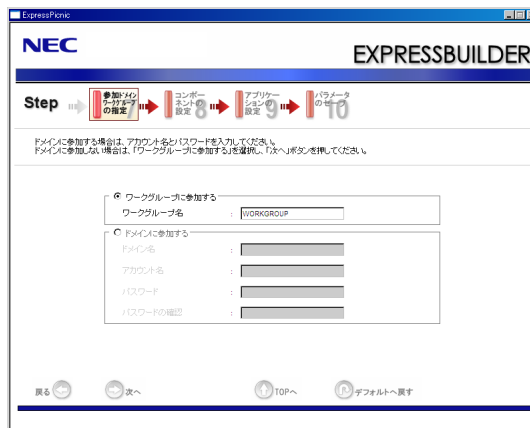 ExpressPicnic
NEC
EXPRESSBUILDER
Step
参加ドメイン
ワークグループ
の指定 7
コンポー
ネントの
設定 8
アプリケー
ションの
設定 9
パラメータ
のセーブ 10
ドメインに参加する場合は、アカウント名とパスワードを入力してください。
ドメインに参加しない場合は、「ワークグループに参加する」を選択し、「次へ」ボタンを押してください。
ワークグループに参加する
ワークグループ名 : WORKGROUP
ドメインに参加する
ドメイン名 :
アカウント名 :
パスワード :
パスワードの確認 :
戻る 次へ TOPへ デフォルトへ戻す